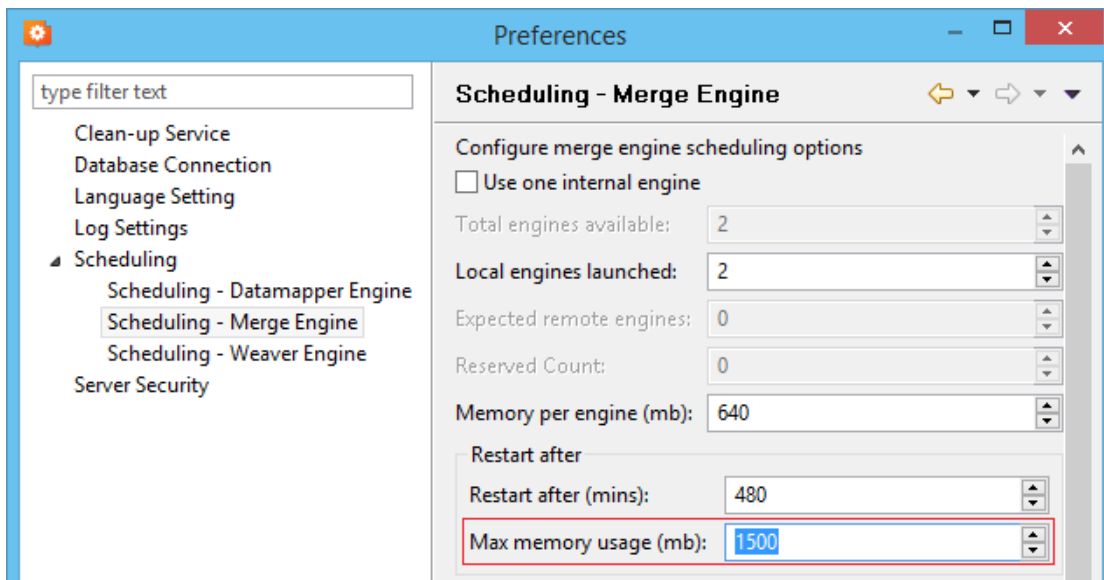 Preferences
type filter text
Clean-up Service
Database Connection
Language Setting
Log Settings
Scheduling
Scheduling - Datamapper Engine
Scheduling - Merge Engine
Scheduling - Weaver Engine
Server Security
Scheduling - Merge Engine
Configure merge engine scheduling options
Use one internal engine
Total engines available: 2
Local engines launched: 2
Expected remote engines: 0
Reserved Count: 0
Memory per engine (mb): 640
Restart after
Restart after (mins): 480
Max memory usage (mb): 1500